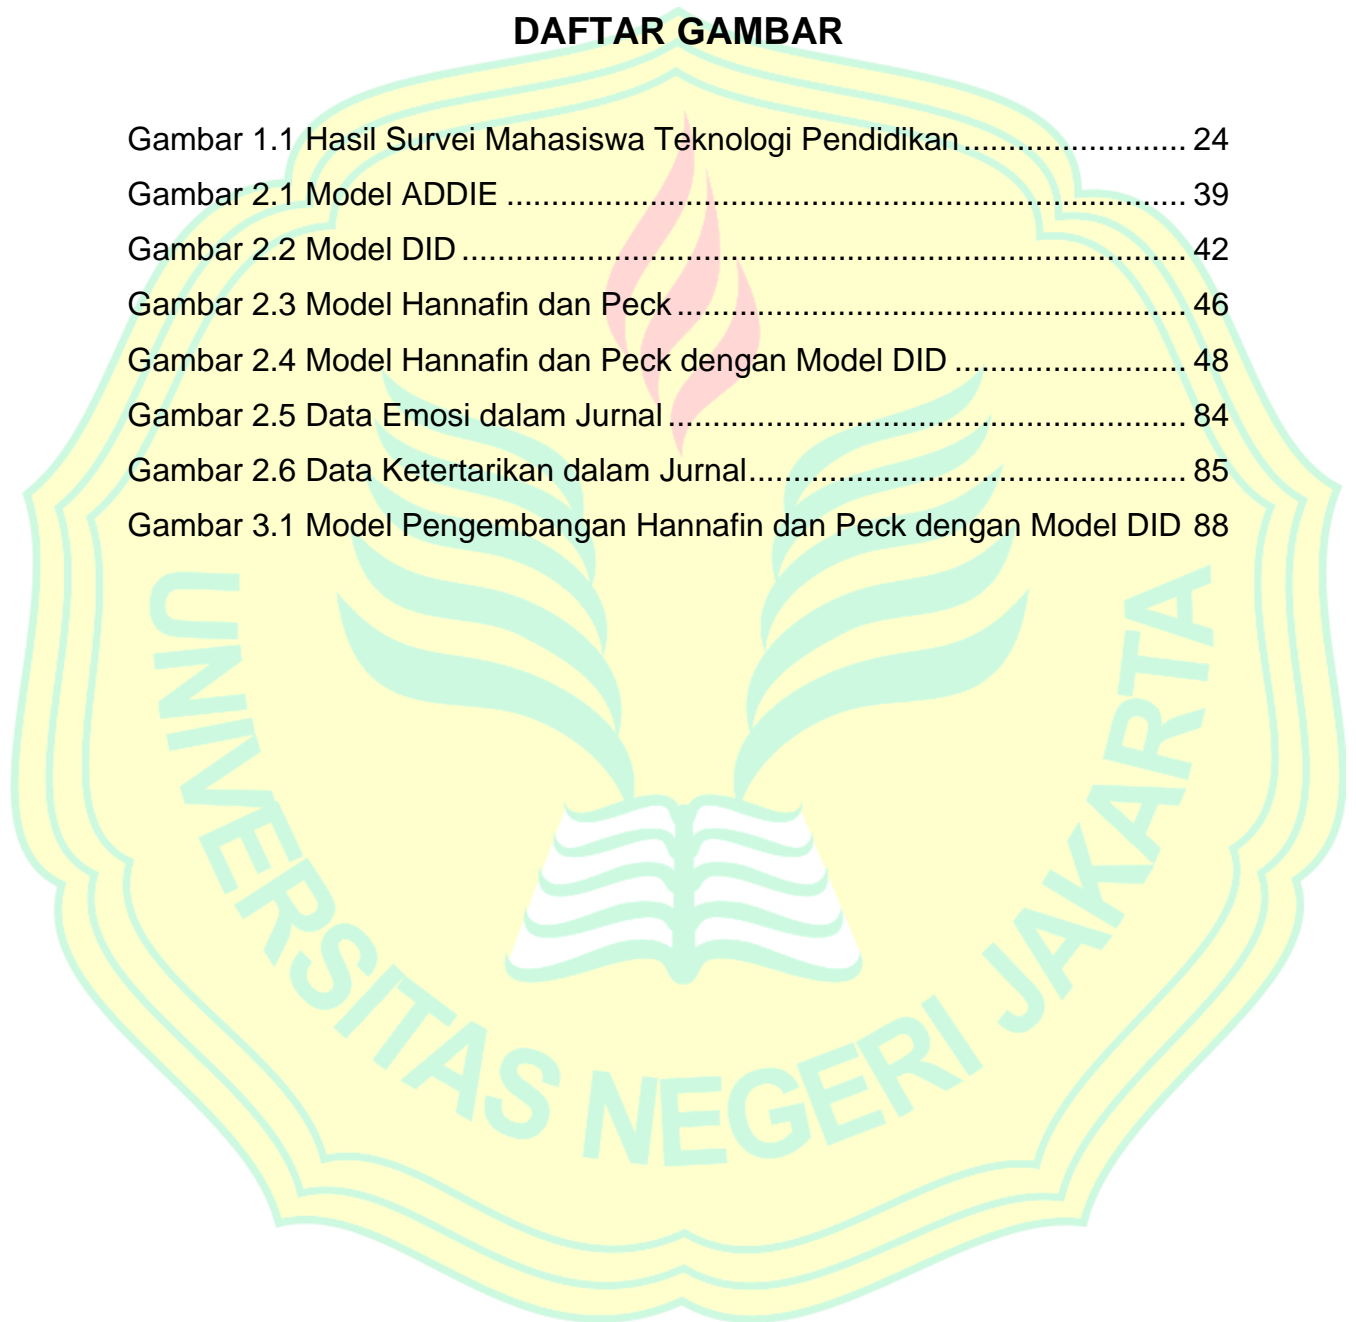 DAFTAR GAMBAR
Gambar 1.1 Hasil Survei Mahasiswa Teknologi Pendidikan......................... 24
Gambar 2.1 Model ADDIE ............................................................................ 39
Gambar 2.2 Model DID ................................................................................. 42
Gambar 2.3 Model Hannafin dan Peck ......................................................... 46
Gambar 2.4 Model Hannafin dan Peck dengan Model DID .......................... 48
Gambar 2.5 Data Emosi dalam Jurnal .......................................................... 84
Gambar 2.6 Data Ketertarikan dalam Jurnal................................................. 85
Gambar 3.1 Model Pengembangan Hannafin dan Peck dengan Model DID 88
UNIVERSITAS NEGERI JAKARTA